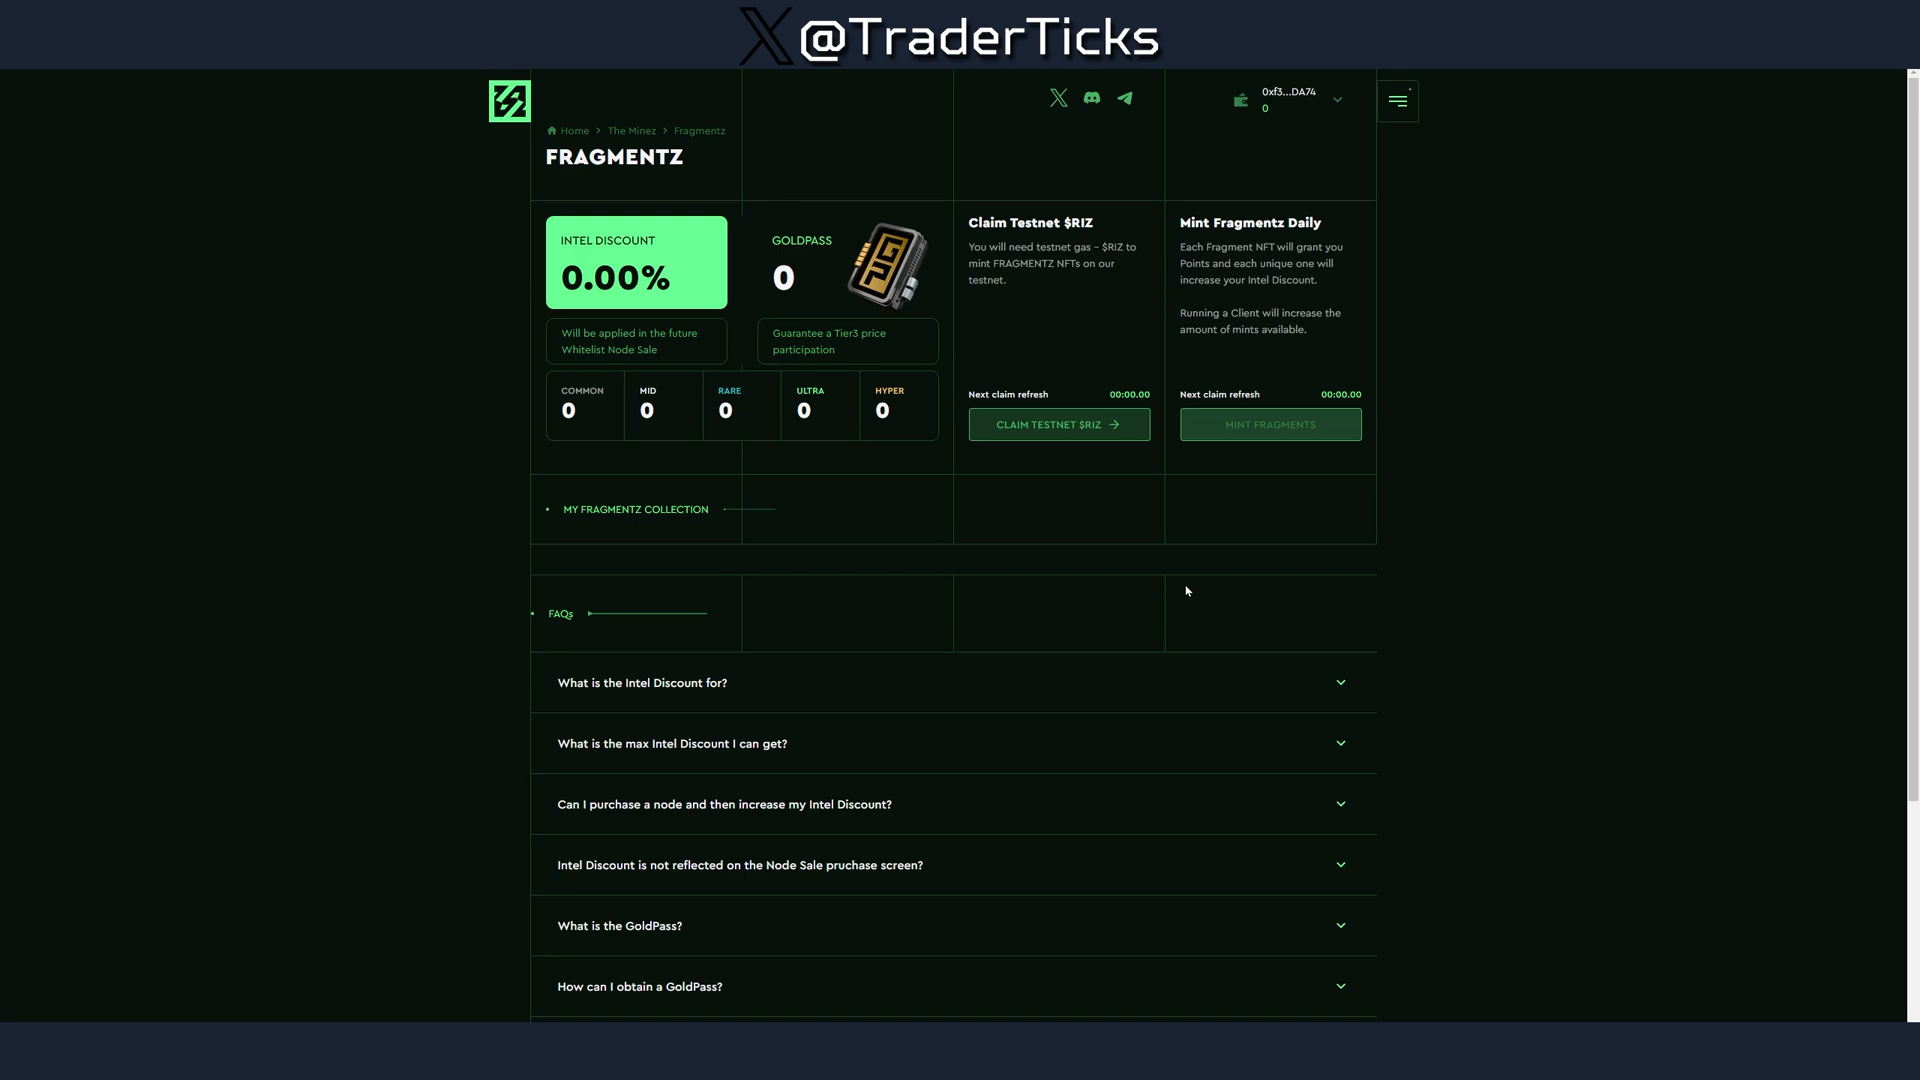 @TraderTicks
0xf3...DA74
0
Home > The Minez > Fragmentz
FRAGMENTZ
INTEL DISCOUNT
0.00%
Will be applied in the future
Whitelist Node Sale
GOLDPASS
0
Guarantee a Tier3 price
participation
COMMON
0
MID
0
RARE
0
ULTRA
0
HYPER
0
Claim Testnet $RIZ
You will need testnet gas - $RIZ to
mint FRAGMENTZ NFTs on our
testnet.
Next claim refresh 00:00.00
CLAIM TESTNET $RIZ
Mint Fragmentz Daily
Each Fragment NFT will grant you
Points and each unique one will
increase your Intel Discount.
Running a Client will increase the
amount of mints available.
Next claim refresh 00:00.00
MINT FRAGMENTS
MY FRAGMENTZ COLLECTION
FAQs
What is the Intel Discount for?
What is the max Intel Discount I can get?
Can I purchase a node and then increase my Intel Discount?
Intel Discount is not reflected on the Node Sale pruchase screen?
What is the GoldPass?
How can I obtain a GoldPass?